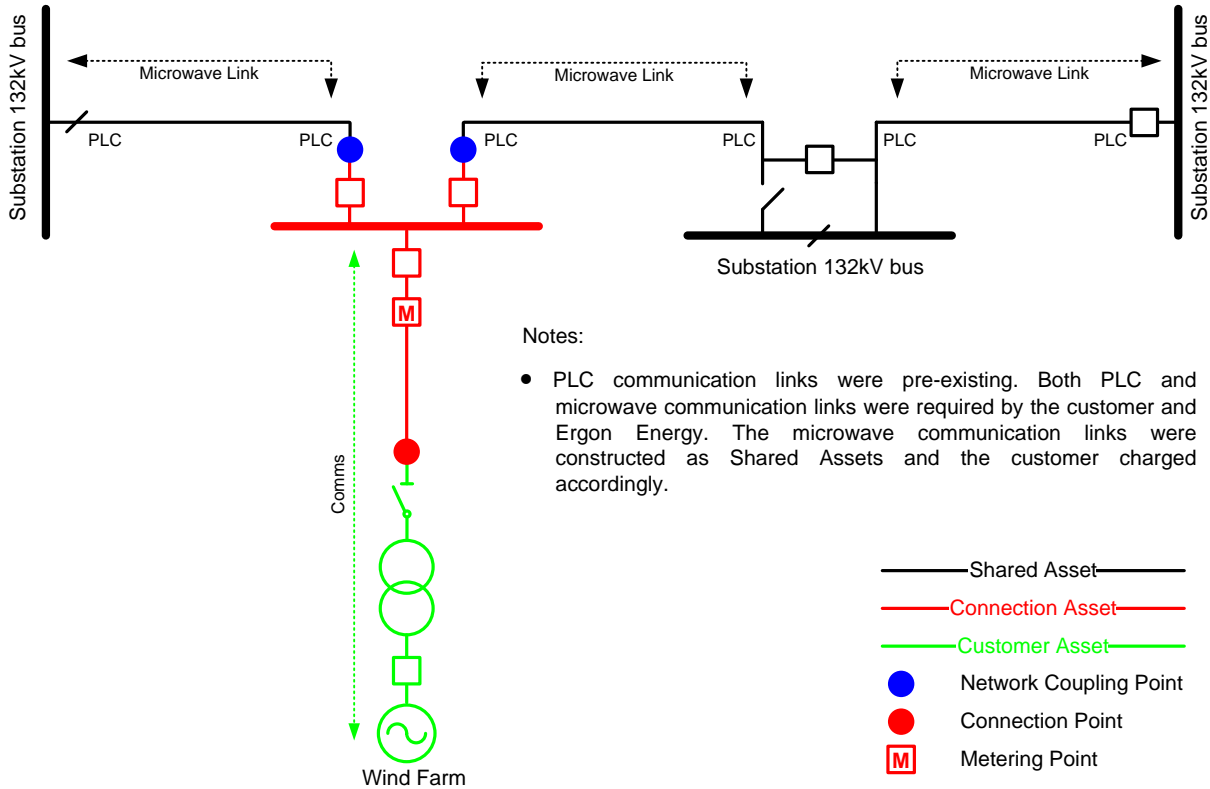 Substation 132kV bus
Microwave Link
Microwave Link
Microwave Link
Substation 132kV bus
PLC
PLC
PLC
PLC
PLC
PLC
Substation 132kV bus
M
Comms
Notes:
• PLC communication links were pre-existing. Both PLC and
microwave communication links were required by the customer and
Ergon Energy. The microwave communication links were
constructed as Shared Assets and the customer charged
accordingly.
Shared Asset
Connection Asset
Customer Asset
Network Coupling Point
Connection Point
M Metering Point
Wind Farm